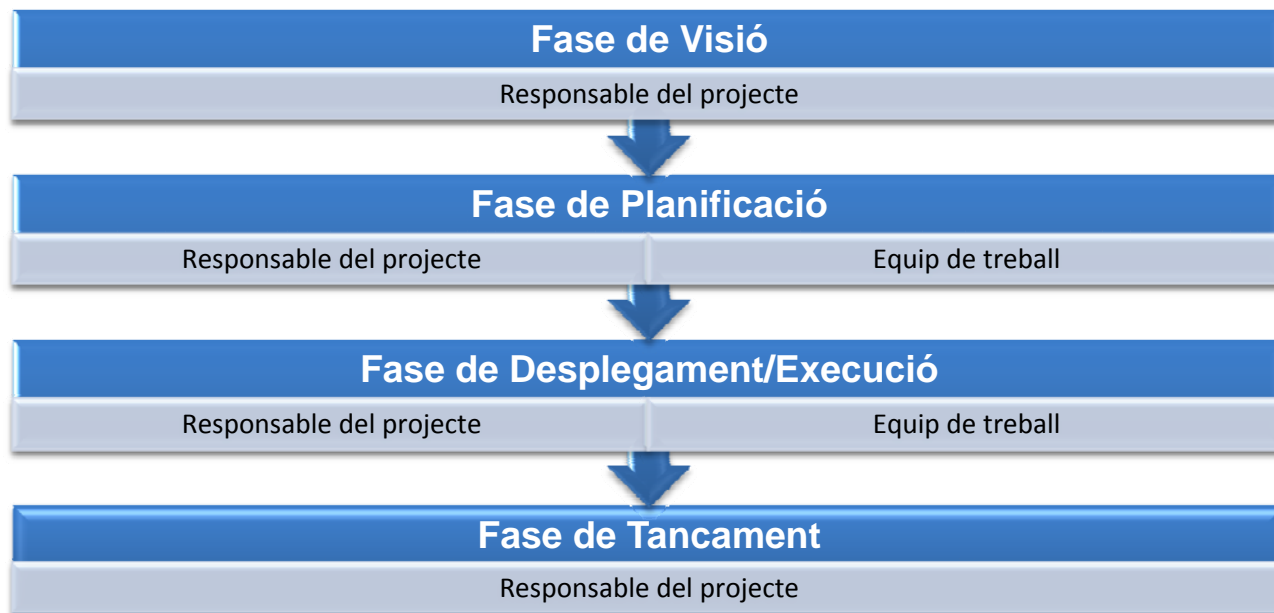 Fase de Visió
Responsable del projecte
Fase de Planificació
Responsable del projecte
Equip de treball
Fase de Desplegament/Execució
Responsable del projecte
Equip de treball
Fase de Tancament
Responsable del projecte